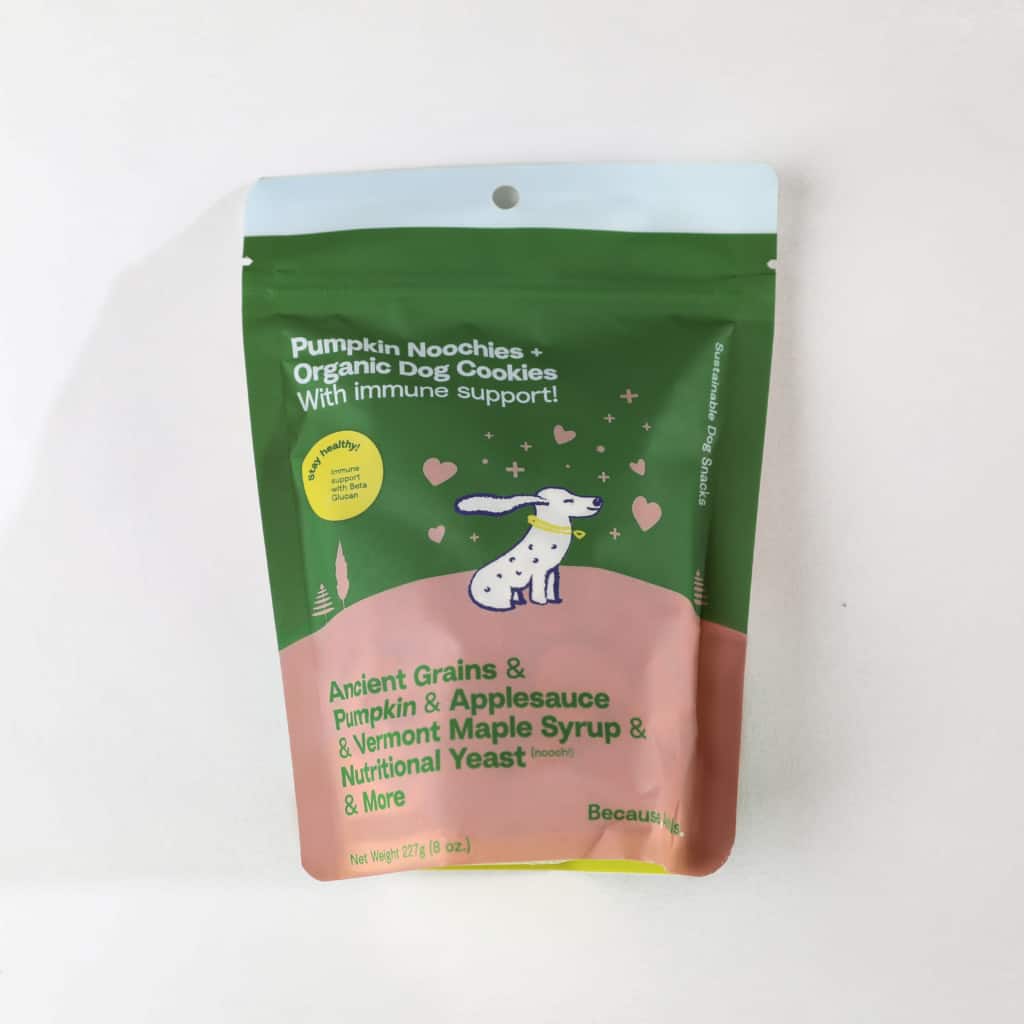 Pumpkin Noochies +
Organic Dog Cookies
With immune support!
Stay healthy!
Immune
support
with Beta
Glucan
Sustainable Dog Snacks
Ancient Grains &
Pumpkin & Applesauce
& Vermont Maple Syrup &
Nutritional Yeast (nooch!)
& More
Because
Net Weight 227g (8 oz.)